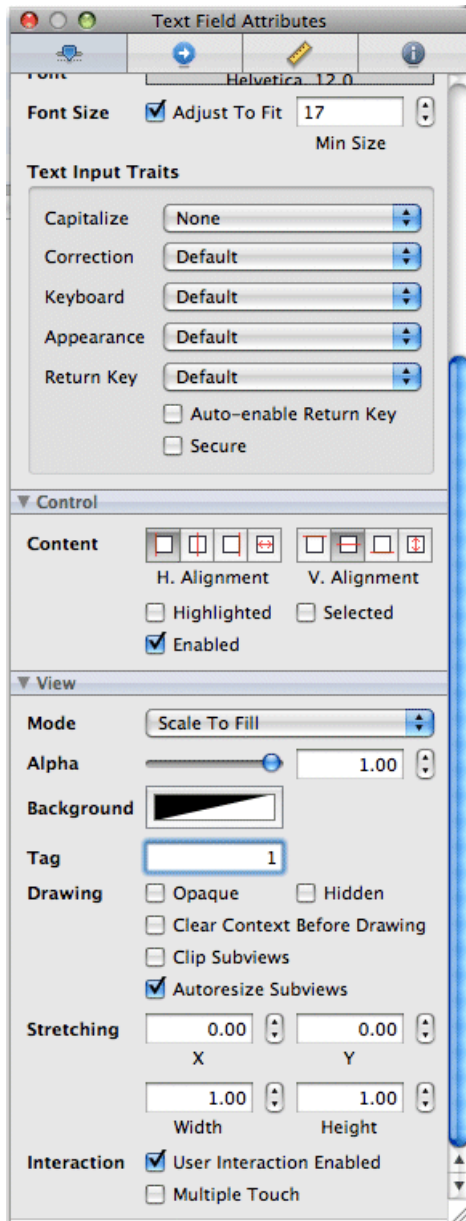 Text Field Attributes
Font Helvetica, 12.0
Font Size Adjust To Fit 17
Min Size
Text Input Traits
Capitalize None
Correction Default
Keyboard Default
Appearance Default
Return Key Default
Auto-enable Return Key
Secure
Control
Content
H. Alignment V. Alignment
Highlighted Selected
Enabled
View
Mode Scale To Fill
Alpha 1.00
Background
Tag 1
Drawing Opaque Hidden
Clear Context Before Drawing
Clip Subviews
Autoresize Subviews
Stretching 0.00 0.00
X Y
1.00 1.00
Width Height
Interaction User Interaction Enabled
Multiple Touch